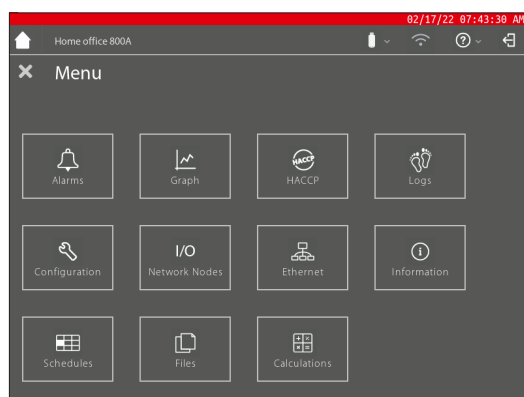 02/17/22 07:43:30 AM
Home office 800A
Menu
Alarms
Graph
HACCP
HACCP
Logs
Configuration
I/O
Network Nodes
Ethernet
Information
Schedules
Files
Calculations